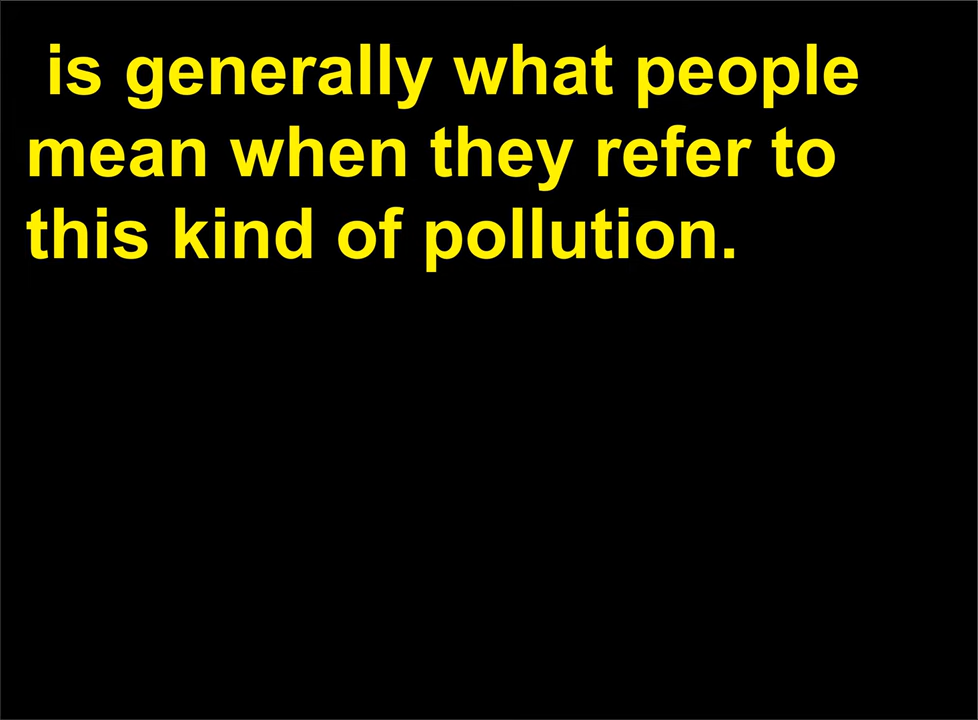 is generally what people
mean when they refer to
this kind of pollution.